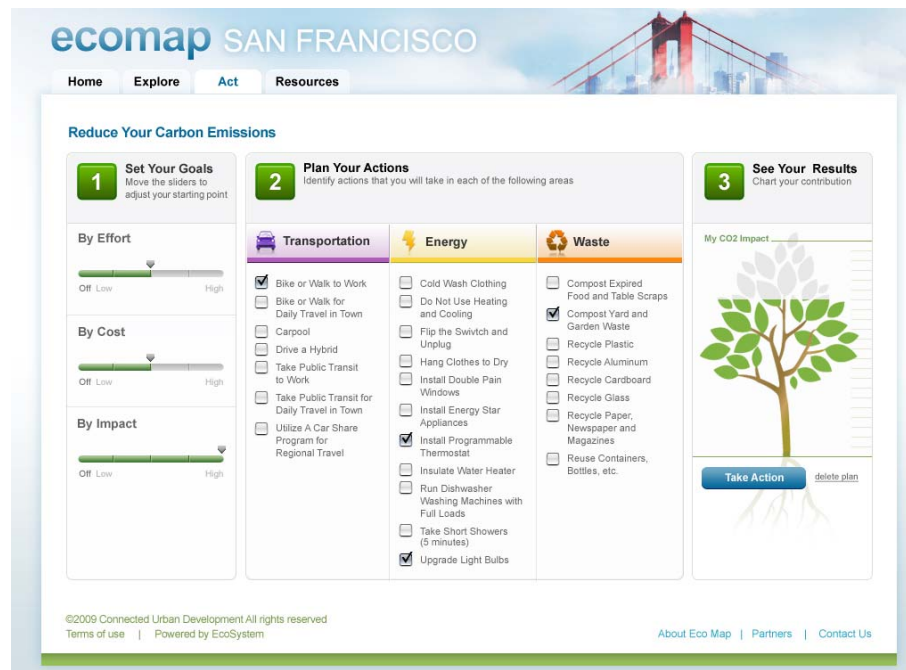 ecomap SAN FRANCISCO
Home Explore Act Resources
Reduce Your Carbon Emissions
1
Set Your Goals
Move the sliders to
adjust your starting point
By Effort
Off Low High
By Cost
Off Low High
By Impact
Off Low High
2
Plan Your Actions
Identify actions that you will take in each of the following areas
Transportation
Bike or Walk to Work
Bike or Walk for
Daily Travel in Town
Carpool
Drive a Hybrid
Take Public Transit
to Work
Take Public Transit for
Daily Travel in Town
Utilize A Car Share
Program for
Regional Travel
Energy
Cold Wash Clothing
Do Not Use Heating
and Cooling
Flip the Swivtch and
Unplug
Hang Clothes to Dry
Install Double Pain
Windows
Install Energy Star
Appliances
Install Programmable
Thermostat
Insulate Water Heater
Run Dishwasher
Washing Machines with
Full Loads
Take Short Showers
(5 minutes)
Upgrade Light Bulbs
Waste
Compost Expired
Food and Table Scraps
Compost Yard and
Garden Waste
Recycle Plastic
Recycle Aluminum
Recycle Cardboard
Recycle Glass
Recycle Paper,
Newspaper and
Magazines
Reuse Containers,
Bottles, etc.
3
See Your Results
Chart your contribution
My CO2 Impact
Take Action delete plan
©2009 Connected Urban Development All rights reserved
Terms of use | Powered by EcoSystem
About Eco Map | Partners | Contact Us